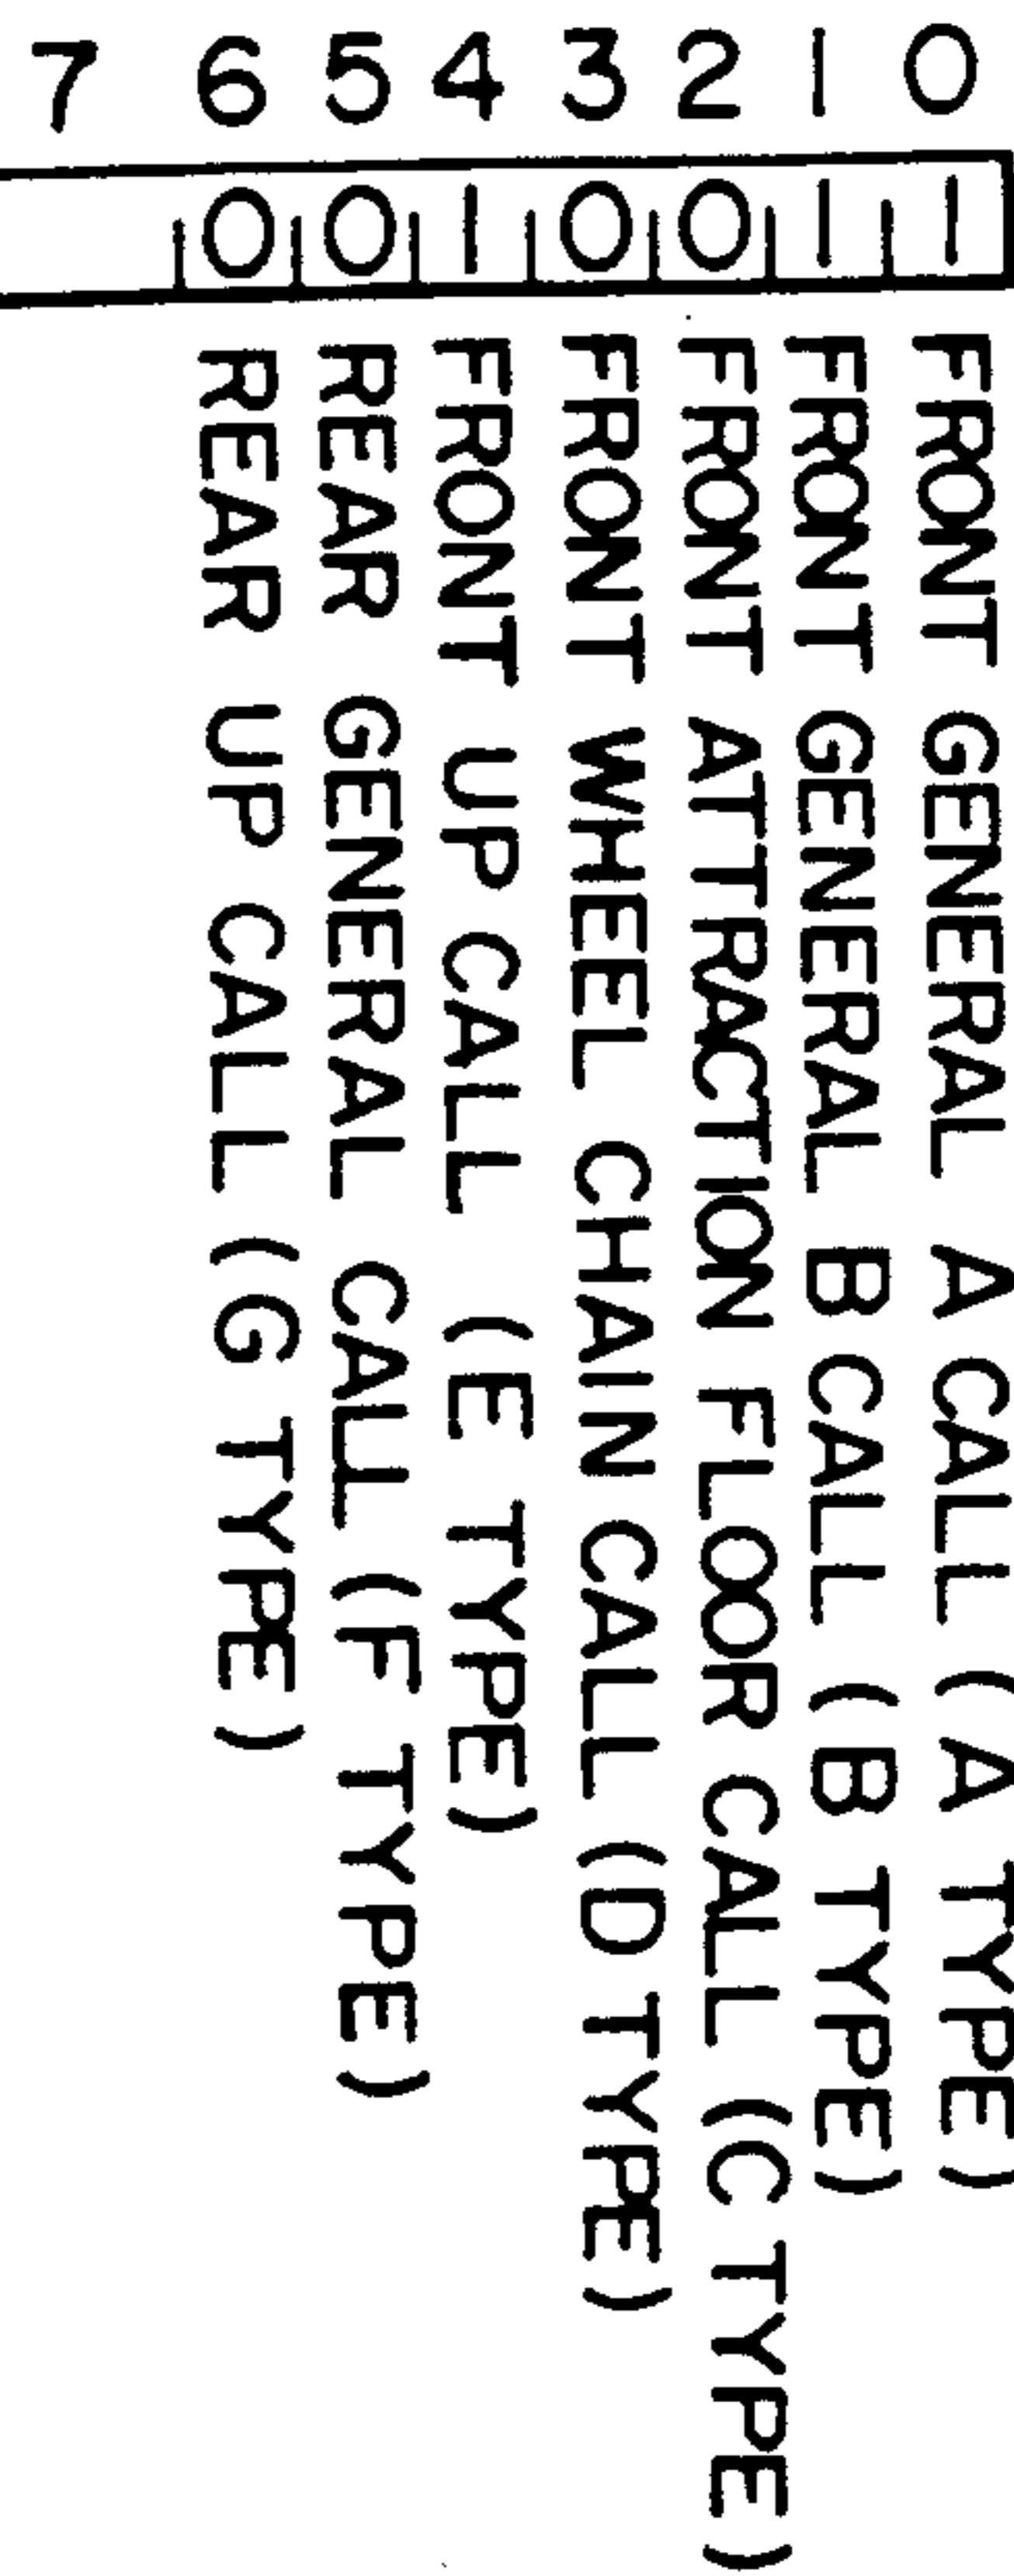 7 6 5 4 3 2 1 0
0 0 1 0 0 1 1
FRONT GENERAL A CALL (A TYPE)
FRONT GENERAL B CALL (B TYPE)
FRONT ATTRACTION FLOOR CALL (C TYPE)
FRONT WHEEL CHAIN CALL (D TYPE)
FRONT UP CALL (E TYPE)
REAR GENERAL CALL (F TYPE)
REAR UP CALL (G TYPE)